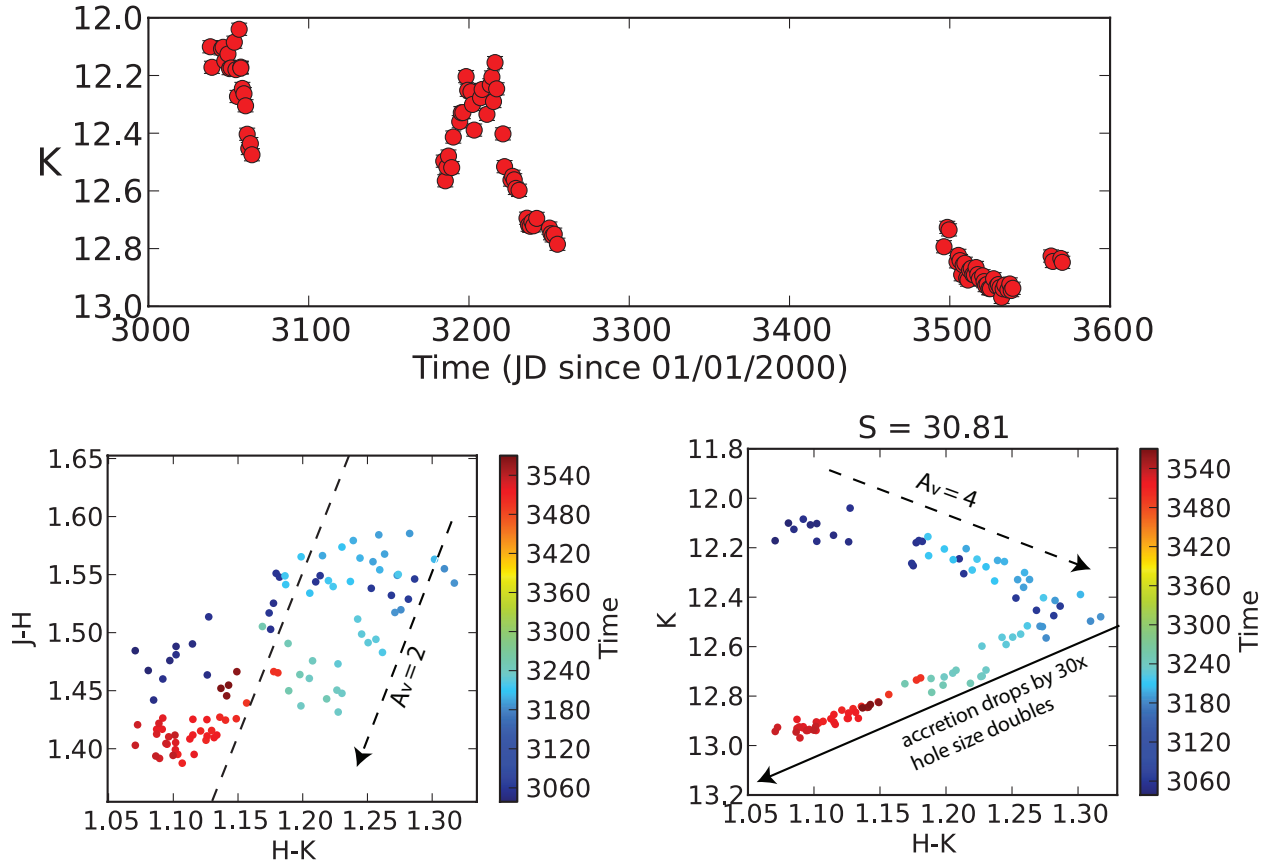 12.0
12.2
12.4
12.6
12.8
13.0
K
3000 3100 3200 3300 3400 3500 3600
Time (JD since 01/01/2000)
1.65
1.60
1.55
1.50
1.45
1.40
J-H
Av=2
1.05 1.10 1.15 1.20 1.25 1.30
H-K
3540
3480
3420
3360
3300
3240
3180
3120
3060
Time
S = 30.81
11.8
12.0
12.2
12.4
12.6
12.8
13.0
13.2
K
Av=4
accretion drops by 30x
hole size doubles
1.05 1.10 1.15 1.20 1.25 1.30
H-K
3540
3480
3420
3360
3300
3240
3180
3120
3060
Time